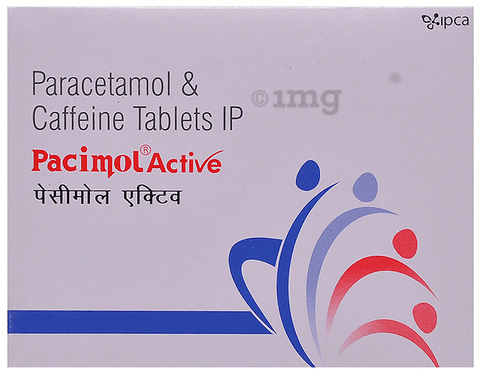 ipca
Paracetamol &
Caffeine Tablets IP
©1mg
Pacimol® Active
पेसीमोल एक्टिव